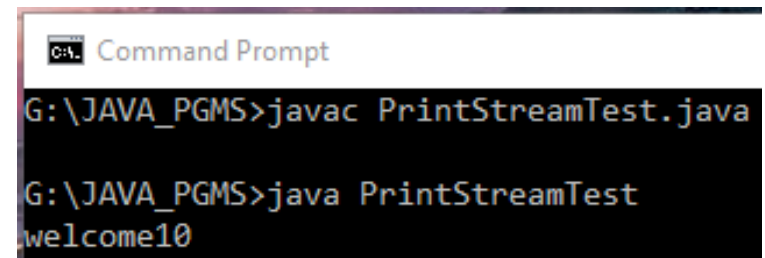 Command Prompt
G:\JAVA_PGMS>javac PrintStreamTest.java
G:\JAVA_PGMS>java PrintStreamTest
welcome10